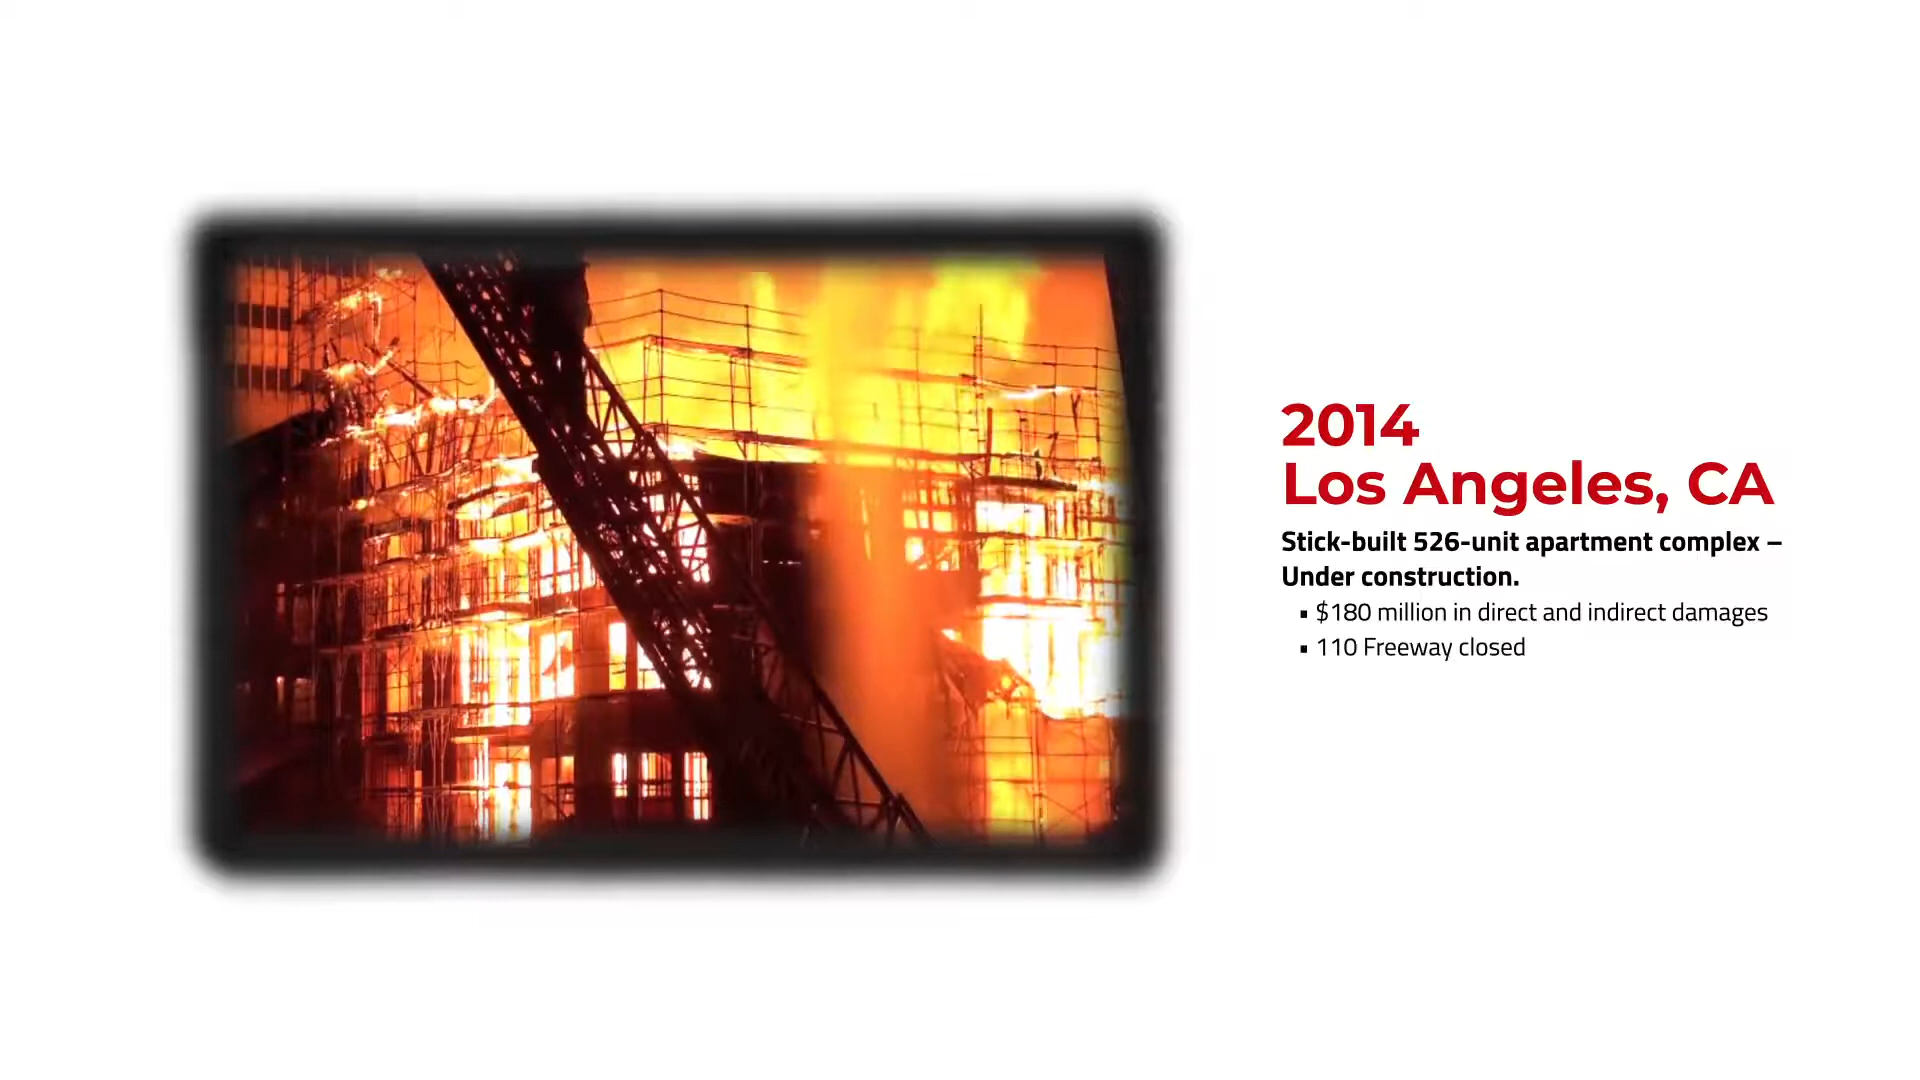 2014
Los Angeles, CA
Stick-built 526-unit apartment complex –
Under construction.
▪ $180 million in direct and indirect damages
▪ 110 Freeway closed